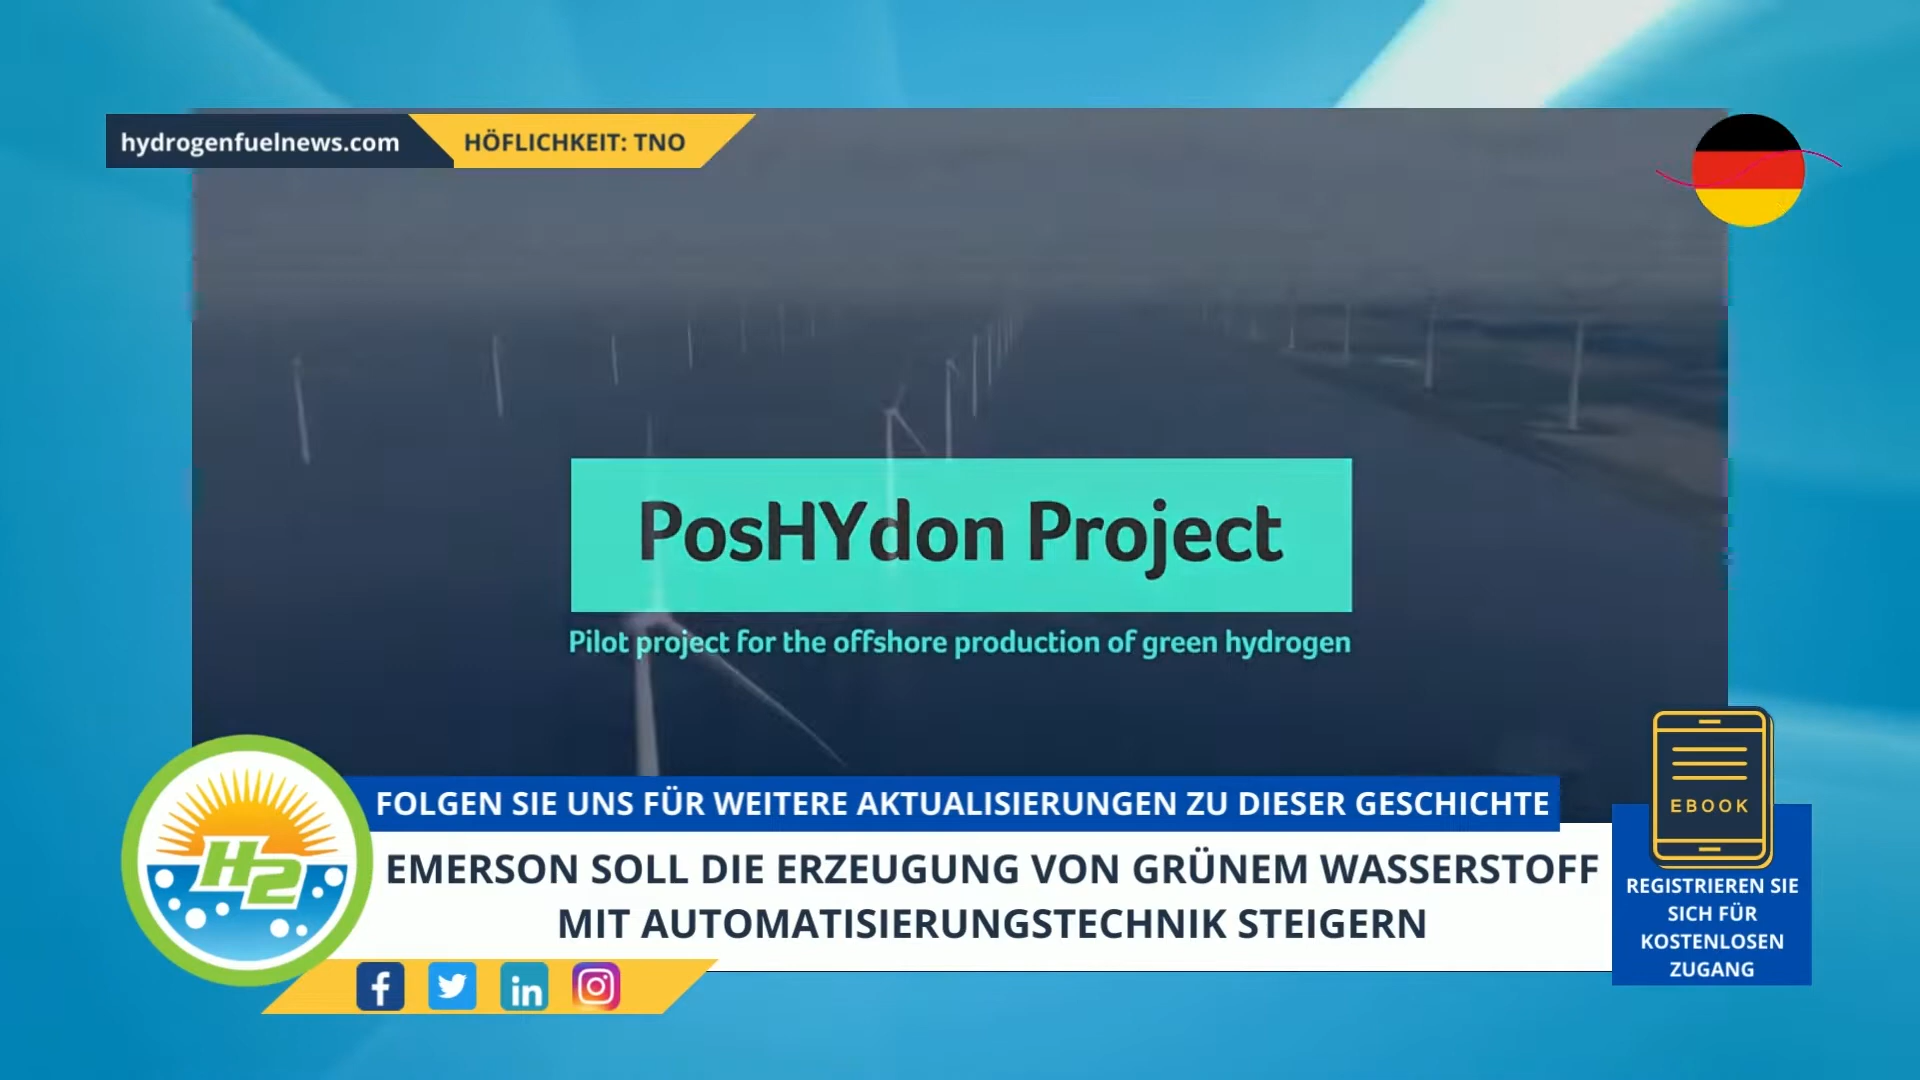 hydrogenfuelnews.com
HÖFLICHKEIT: TNO
PosHYdon Project
Pilot project for the offshore production of green hydrogen
FOLGEN SIE UNS FÜR WEITERE AKTUALISIERUNGEN ZU DIESER GESCHICHTE
EMERSON SOLL DIE ERZEUGUNG VON GRÜNEM WASSERSTOFF
MIT AUTOMATISIERUNGSTECHNIK STEIGERN
H2
EBOOK
REGISTRIEREN SIE
SICH FÜR
KOSTENLOSEN
ZUGANG